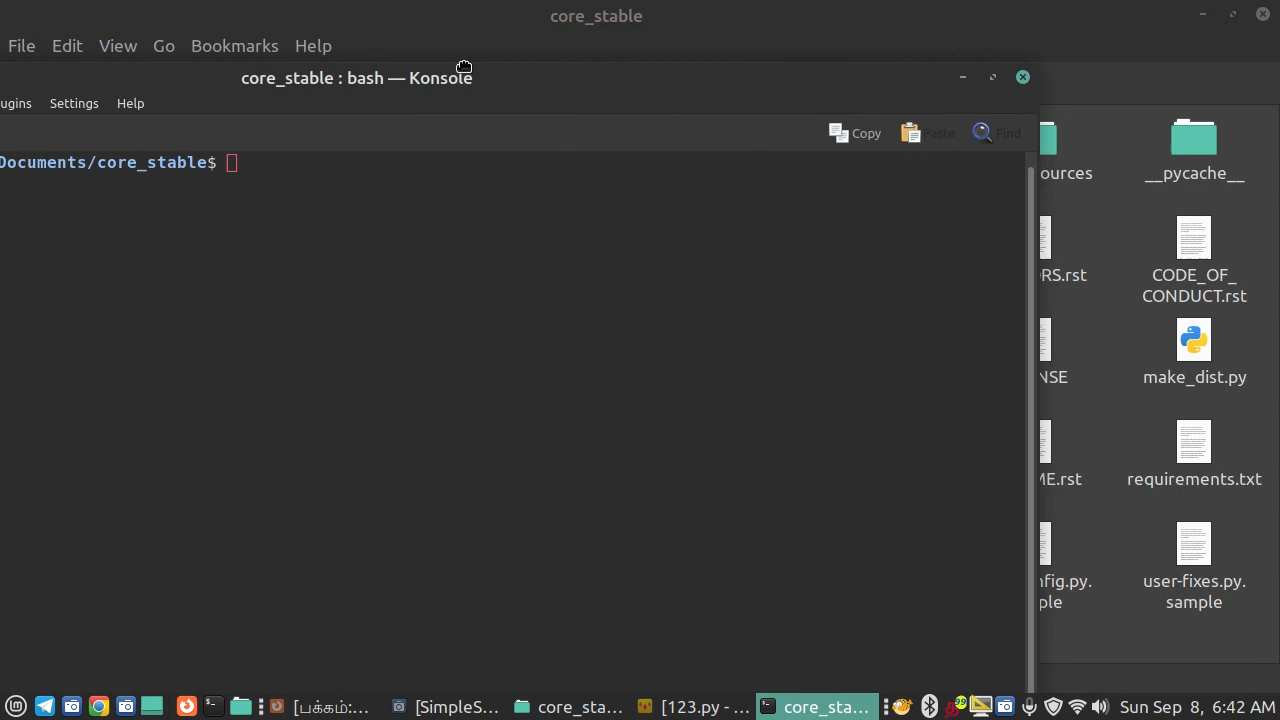 core_stable
File Edit View Go Bookmarks Help
core_stable : bash — Konsole
ugins Settings Help
Copy Paste Find
Documents/core_stable$
ources
__pycache__
ORS.rst
CODE_OF_
CONDUCT.rst
NSE
make_dist.py
ME.rst
requirements.txt
nfig.py.
ple
user-fixes.py.
sample
[பக்கம்:... [SimpleS... core_sta... [123.py - ... core_sta... 99 Sun Sep 8, 6:42 AM